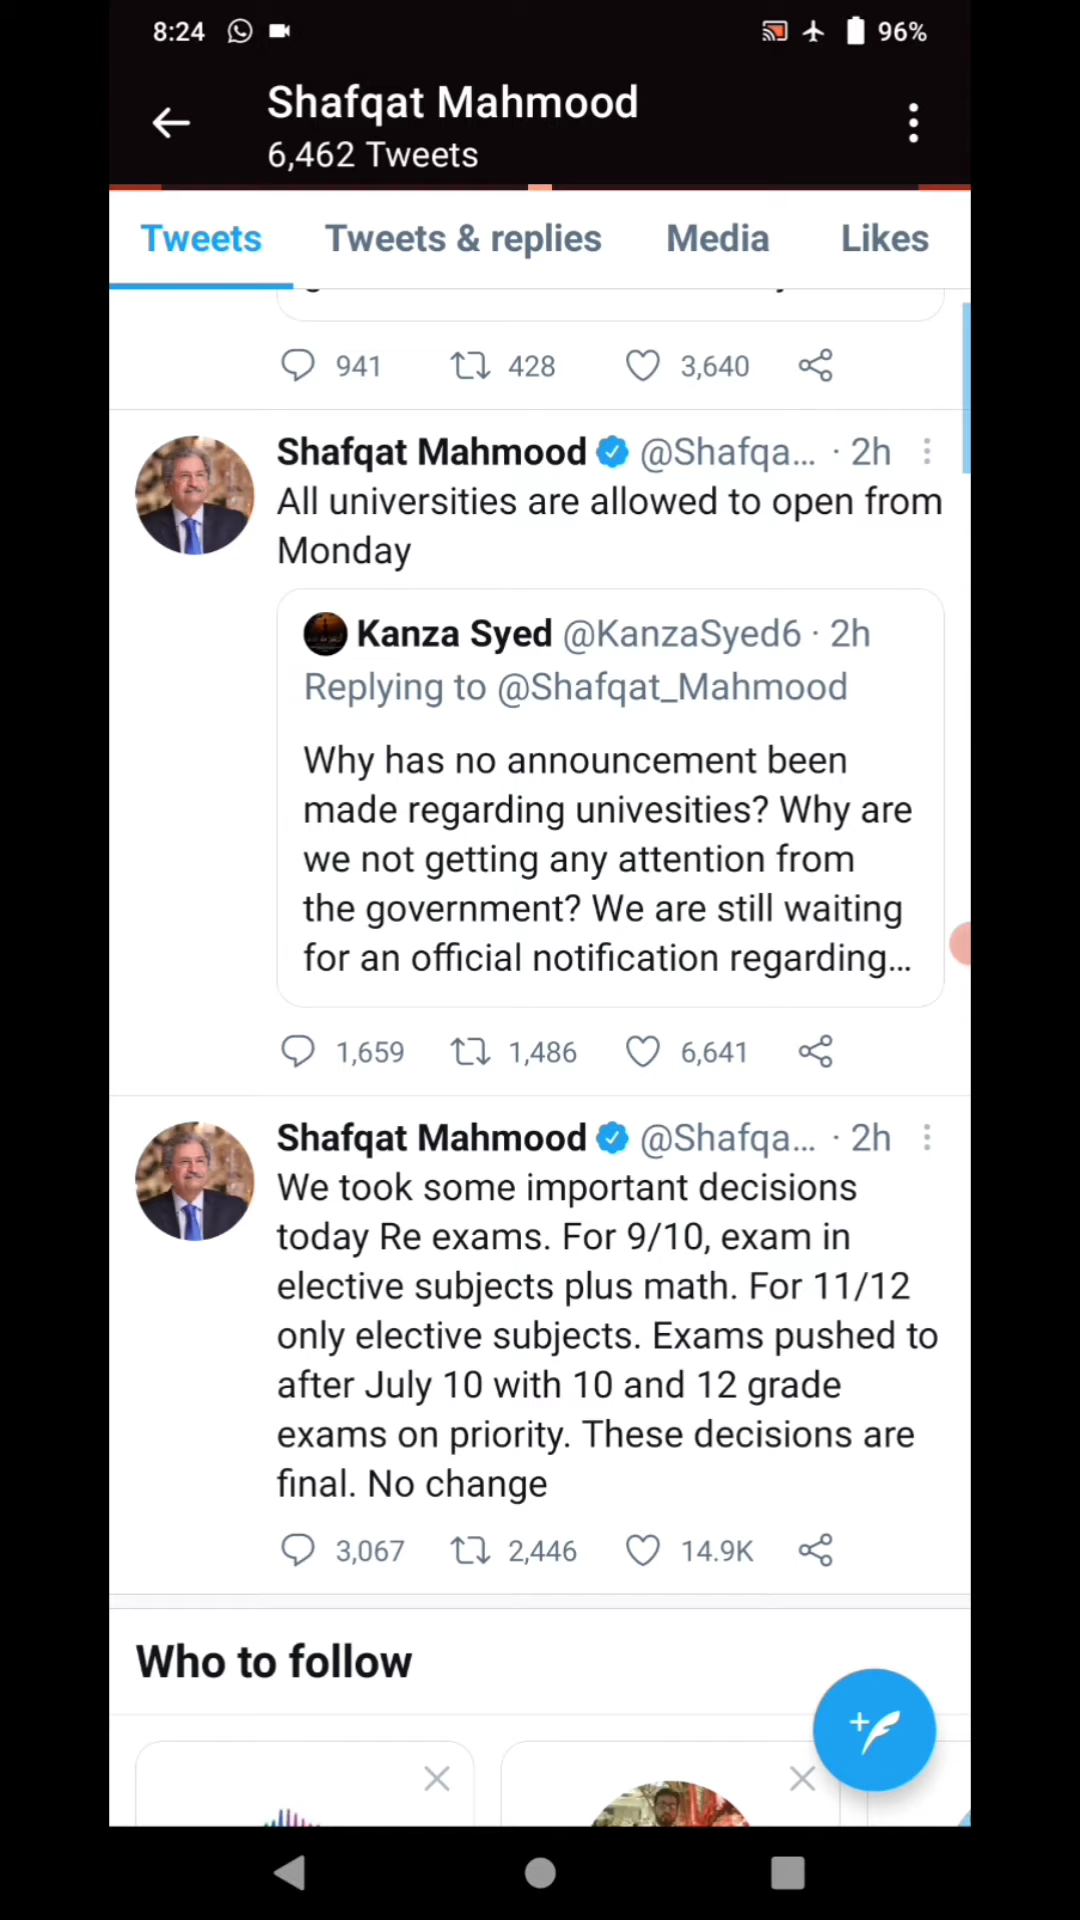 8:24 96%
Shafqat Mahmood
6,462 Tweets
Tweets Tweets & replies Media Likes
941 428 3,640
Shafqat Mahmood @Shafqa... · 2h
All universities are allowed to open from
Monday
Kanza Syed @KanzaSyed6 · 2h
Replying to @Shafqat_Mahmood
Why has no announcement been
made regarding univesities? Why are
we not getting any attention from
the government? We are still waiting
for an official notification regarding...
1,659 1,486 6,641
Shafqat Mahmood @Shafqa... · 2h
We took some important decisions
today Re exams. For 9/10, exam in
elective subjects plus math. For 11/12
only elective subjects. Exams pushed to
after July 10 with 10 and 12 grade
exams on priority. These decisions are
final. No change
3,067 2,446 14.9K
Who to follow